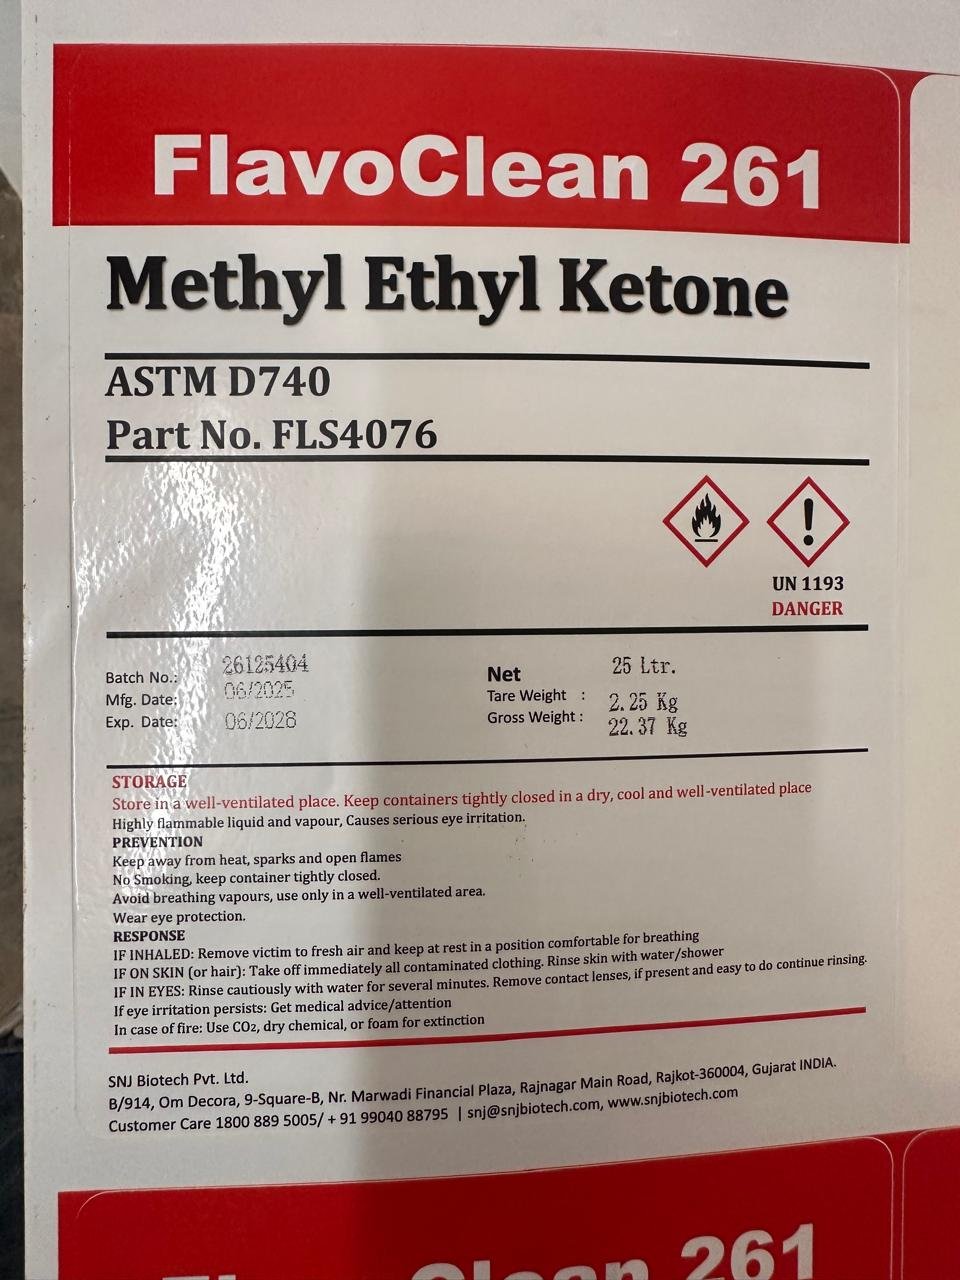 FlavoClean 261
Methyl Ethyl Ketone
ASTM D740
Part No. FLS4076
UN 1193
DANGER
Batch No.: 26125404
Mfg. Date: 06/2025
Exp. Date: 06/2028
Net 25 Ltr.
Tare Weight : 2.25 Kg
Gross Weight : 22.37 Kg
STORAGE
Store in a well-ventilated place. Keep containers tightly closed in a dry, cool and well-ventilated place
Highly flammable liquid and vapour, Causes serious eye irritation.
PREVENTION
Keep away from heat, sparks and open flames
No Smoking, keep container tightly closed.
Avoid breathing vapours, use only in a well-ventilated area.
Wear eye protection.
RESPONSE
IF INHALED: Remove victim to fresh air and keep at rest in a position comfortable for breathing
IF ON SKIN (or hair): Take off immediately all contaminated clothing. Rinse skin with water/shower
IF IN EYES: Rinse cautiously with water for several minutes. Remove contact lenses, if present and easy to do continue rinsing.
If eye irritation persists: Get medical advice/attention
In case of fire: Use CO₂, dry chemical, or foam for extinction
SNJ Biotech Pvt. Ltd.
B/914, Om Decora, 9-Square-B, Nr. Marwadi Financial Plaza, Rajnagar Main Road, Rajkot-360004, Gujarat INDIA.
Customer Care 1800 889 5005/ + 91 99040 88795 | snj@snjbiotech.com, www.snjbiotech.com
FlavoClean 261